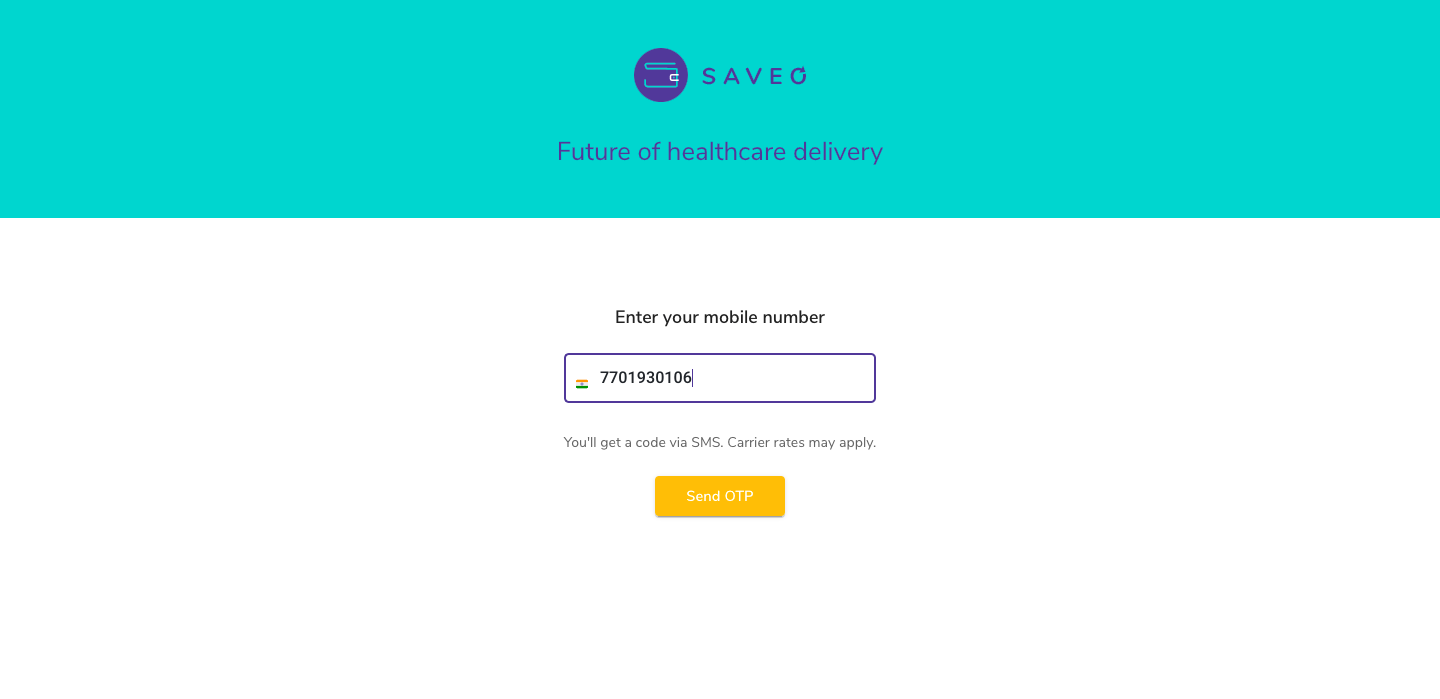 SAVEO
Future of healthcare delivery
Enter your mobile number
7701930106
You'll get a code via SMS. Carrier rates may apply.
Send OTP